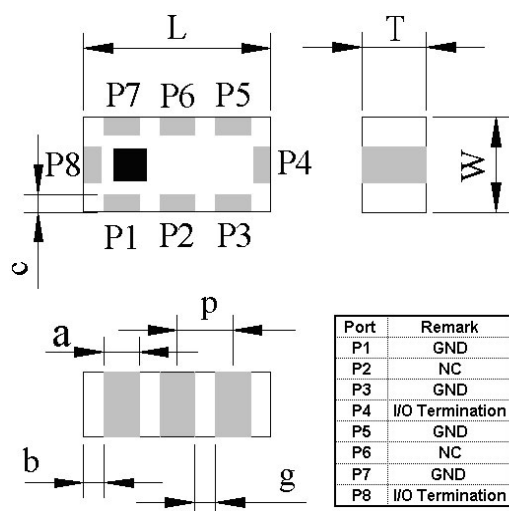 L
T
P7 P6 P5
P8
P4
W
c
P1 P2 P3
a
p
b
g
Port Remark
P1 GND
P2 NC
P3 GND
P4 I/O Termination
P5 GND
P6 NC
P7 GND
P8 I/O Termination